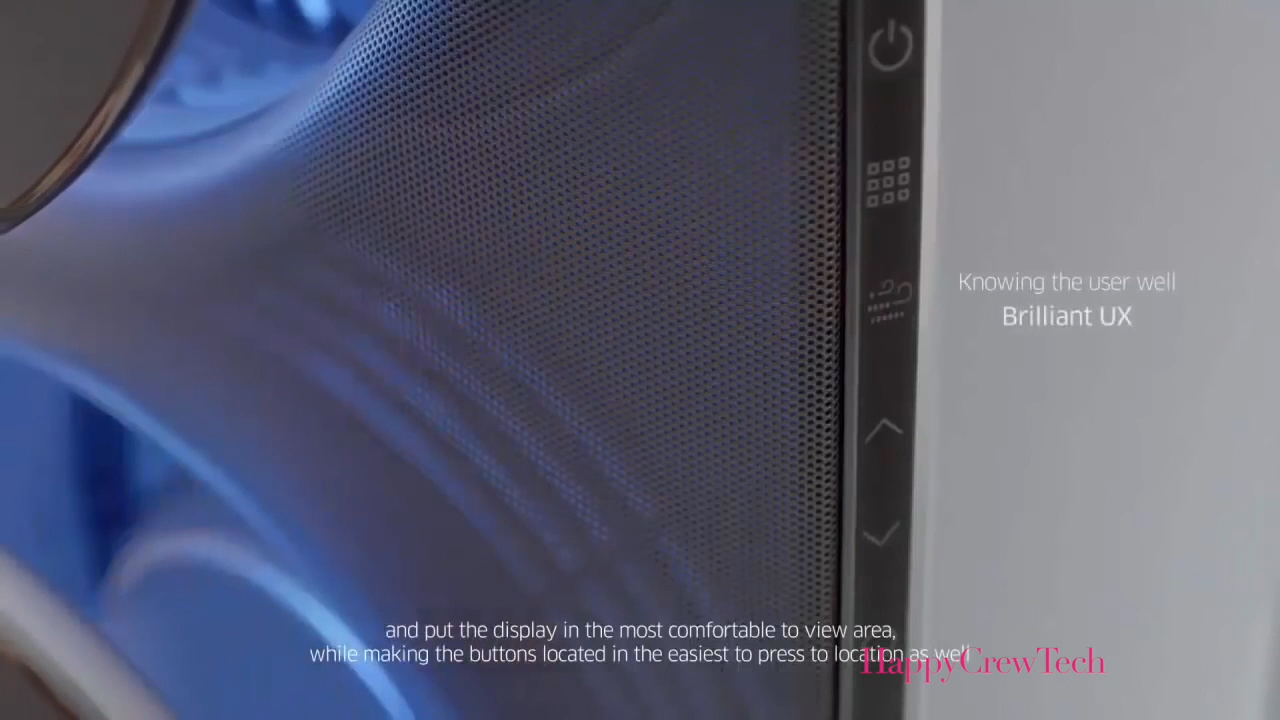 Knowing the user well
Brilliant UX
and put the display in the most comfortable to view area,
while making the buttons located in the easiest to press to location as well
HappyCrewTech